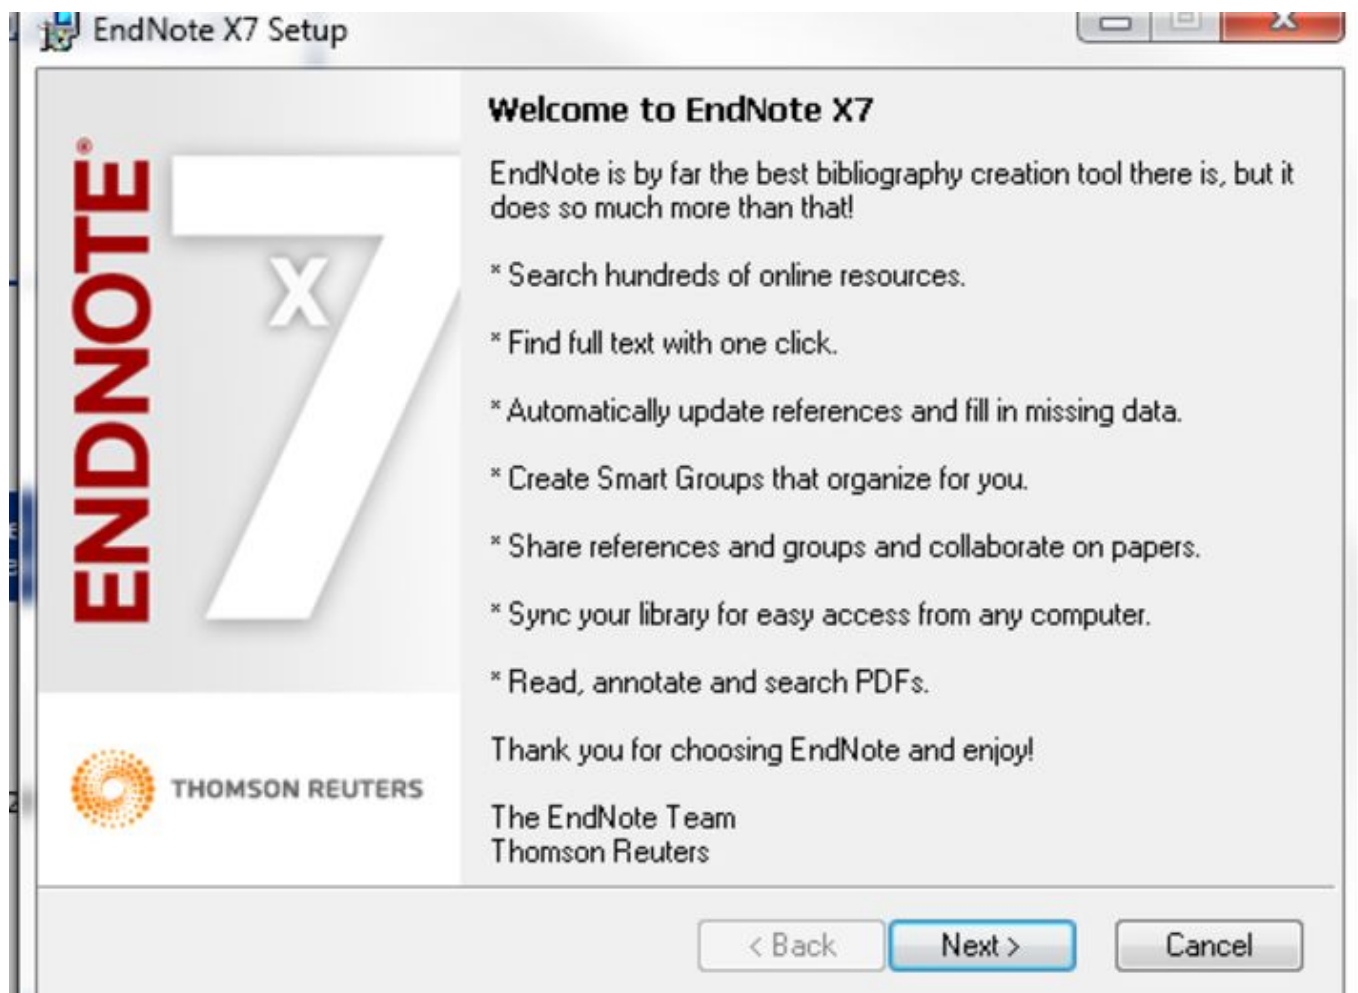 EndNote X7 Setup
Welcome to EndNote X7
EndNote is by far the best bibliography creation tool there is, but it
does so much more than that!
* Search hundreds of online resources.
* Find full text with one click.
* Automatically update references and fill in missing data.
* Create Smart Groups that organize for you.
* Share references and groups and collaborate on papers.
* Sync your library for easy access from any computer.
* Read, annotate and search PDFs.
Thank you for choosing EndNote and enjoy!
The EndNote Team
Thomson Reuters
ENDNOTE®
X7
THOMSON REUTERS
< Back
Next >
Cancel